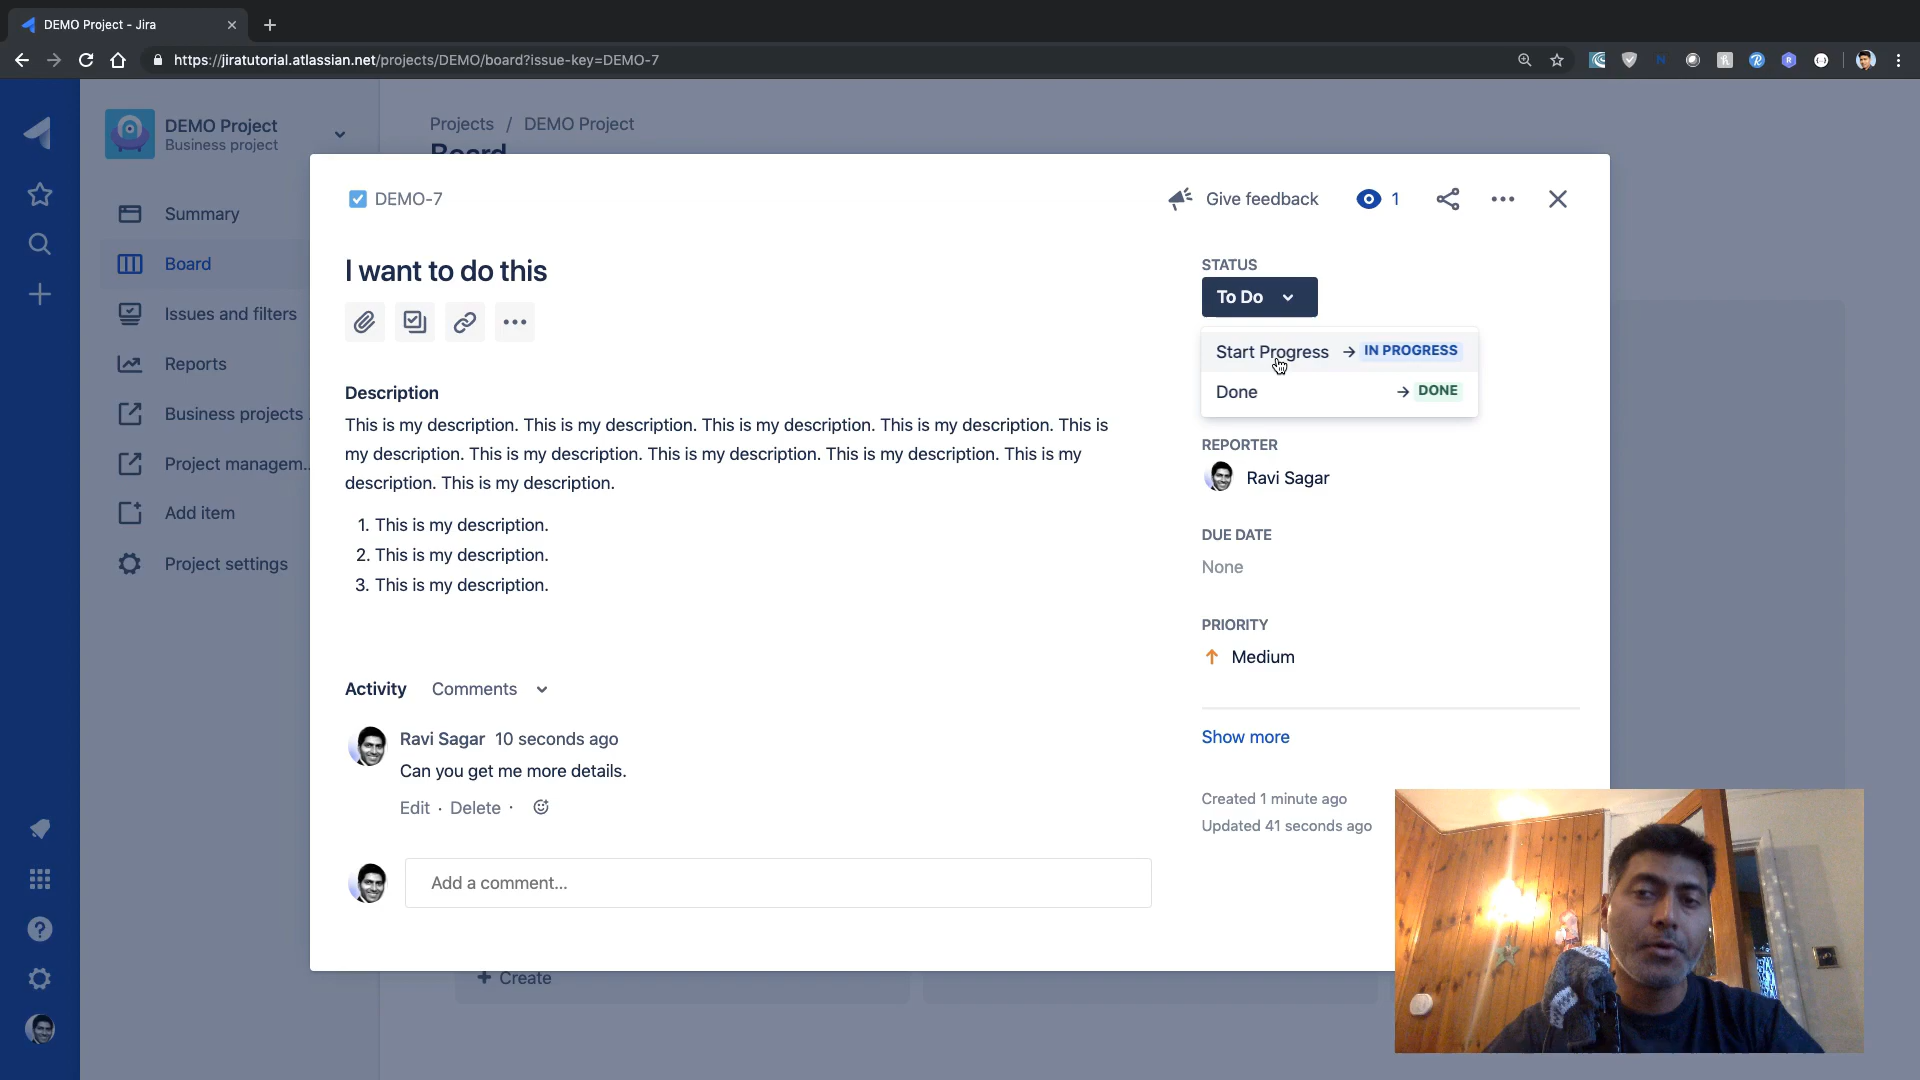 DEMO Project - Jira
https://jiratutorial.atlassian.net/projects/DEMO/board?issue-key=DEMO-7
DEMO Project
Business project
Projects / DEMO Project
Board
Summary
Board
Issues and filters
Reports
Business projects
Project managem...
Add item
Project settings
DEMO-7
Give feedback
1
I want to do this
STATUS
To Do
Start Progress → IN PROGRESS
Done → DONE
Description
This is my description. This is my description. This is my description. This is my description. This is
my description. This is my description. This is my description. This is my description. This is my
description. This is my description.
1. This is my description.
2. This is my description.
3. This is my description.
REPORTER
Ravi Sagar
DUE DATE
None
PRIORITY
Medium
Show more
Created 1 minute ago
Updated 41 seconds ago
Activity Comments
Ravi Sagar 10 seconds ago
Can you get me more details.
Edit · Delete ·
Add a comment...
+ Create